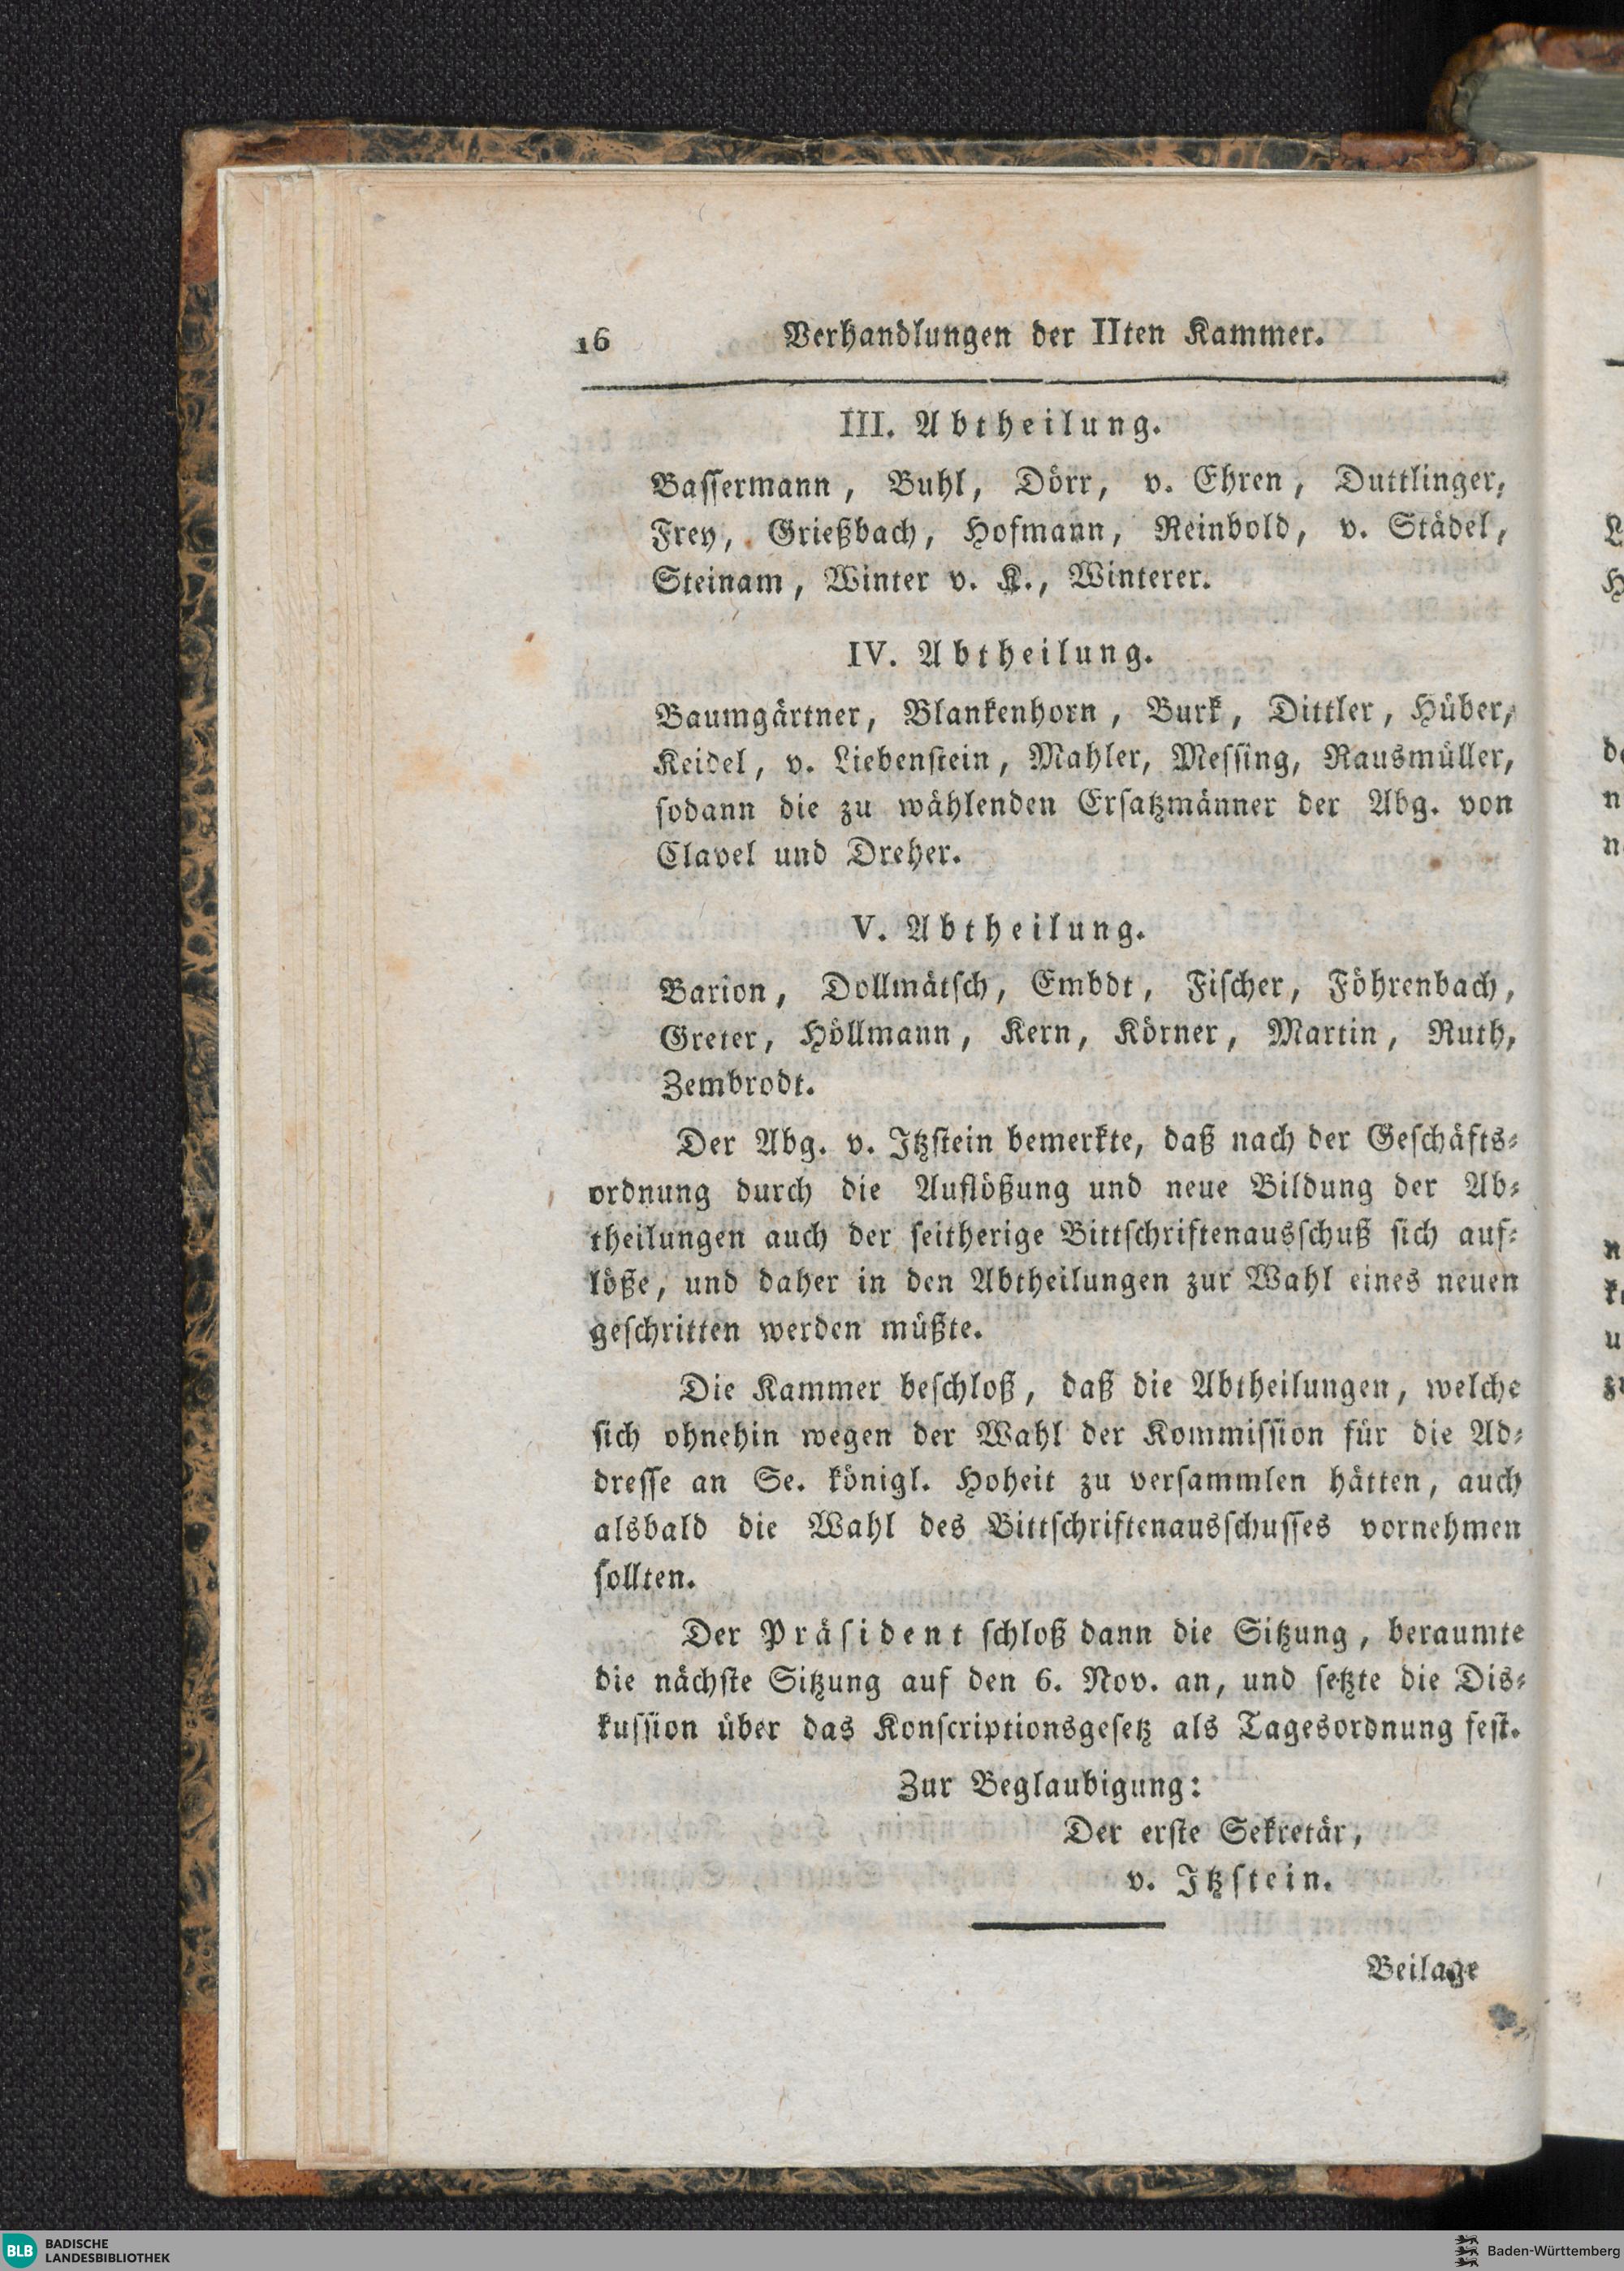 16 Verhandlungen der IIten Kammer.
III. Abtheilung.
Bassermann, Buhl, Dörr, v. Ehren, Duttlinger,
Frey, Grießbach, Hofmann, Reinbold, v. Städel,
Steinam, Winter v. K., Winterer.
IV. Abtheilung.
Baumgärtner, Blankenhorn, Burk, Dittler, Hüber,
Keidel, v. Liebenstein, Mahler, Messing, Rausmüller,
sodann die zu wählenden Ersatzmänner der Abg. von
Clavel und Dreher.
V. Abtheilung.
Barion, Dollmätsch, Embdt, Fischer, Föhrenbach,
Greter, Höllmann, Kern, Körner, Martin, Ruth,
Zembrodt.
Der Abg. v. Itzstein bemerkte, daß nach der Geschäfts-
ordnung durch die Auflößung und neue Bildung der Ab-
theilungen auch der seitherige Bittschriftenausschuß sich auf-
löße, und daher in den Abtheilungen zur Wahl eines neuen
geschritten werden müßte.
Die Kammer beschloß, daß die Abtheilungen, welche
sich ohnehin wegen der Wahl der Kommission für die Ad-
dresse an Se. königl. Hoheit zu versammlen hätten, auch
alsbald die Wahl des Bittschriftenausschusses vornehmen
sollten.
Der Präsident schloß dann die Sitzung, beraumte
die nächste Sitzung auf den 6. Nov. an, und setzte die Dis-
kussion über das Konscriptionsgesetz als Tagesordnung fest.
Zur Beglaubigung:
Der erste Sekretär,
v. Itzstein.
Beilage
BLB BADISCHE
LANDESBIBLIOTHEK
Baden-Württemberg